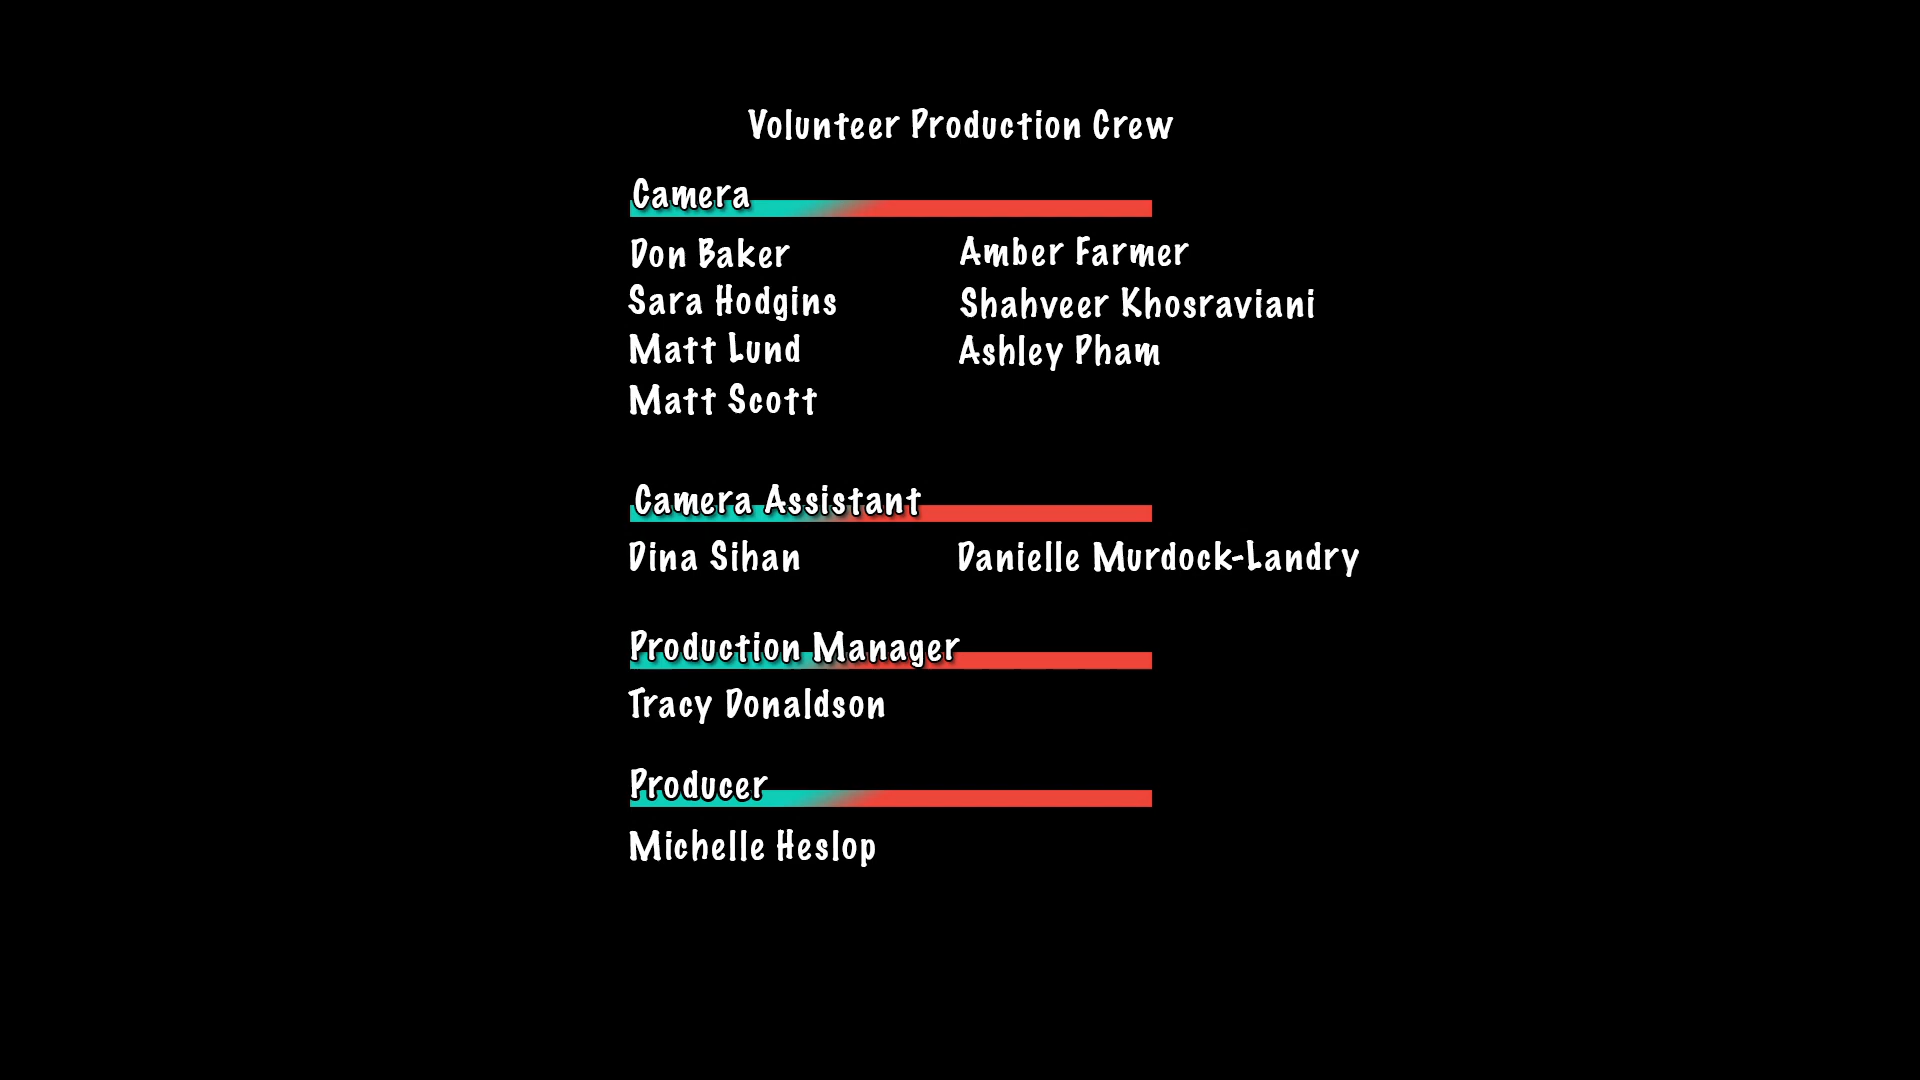 Volunteer Production Crew
Camera
Don Baker
Sara Hodgins
Matt Lund
Matt Scott
Amber Farmer
Shahveer Khosraviani
Ashley Pham
Camera Assistant
Dina Sihan
Danielle Murdock-Landry
Production Manager
Tracy Donaldson
Producer
Michelle Heslop